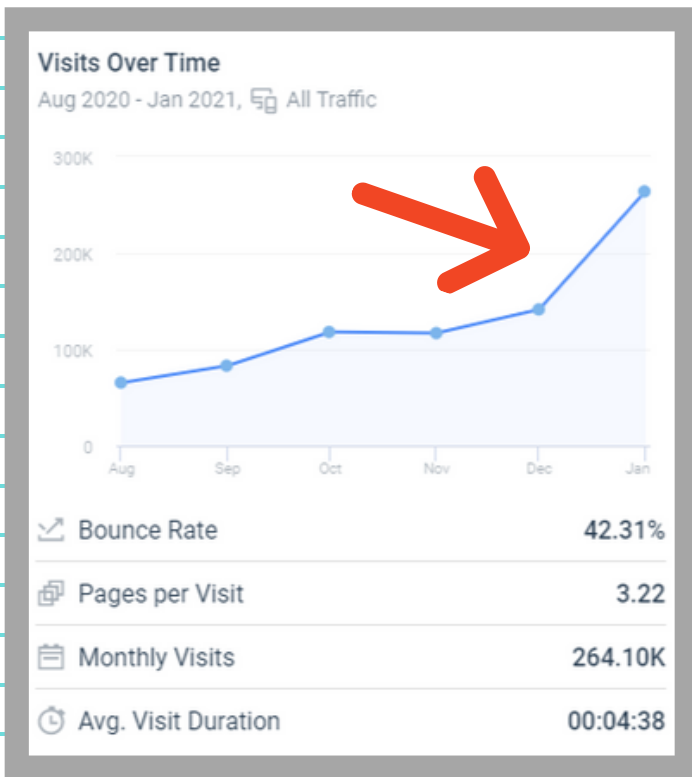 Visits Over Time
Aug 2020 - Jan 2021, All Traffic
300K
200K
100K
0
Aug Sep Oct Nov Dec Jan
Bounce Rate 42.31%
Pages per Visit 3.22
Monthly Visits 264.10K
Avg. Visit Duration 00:04:38